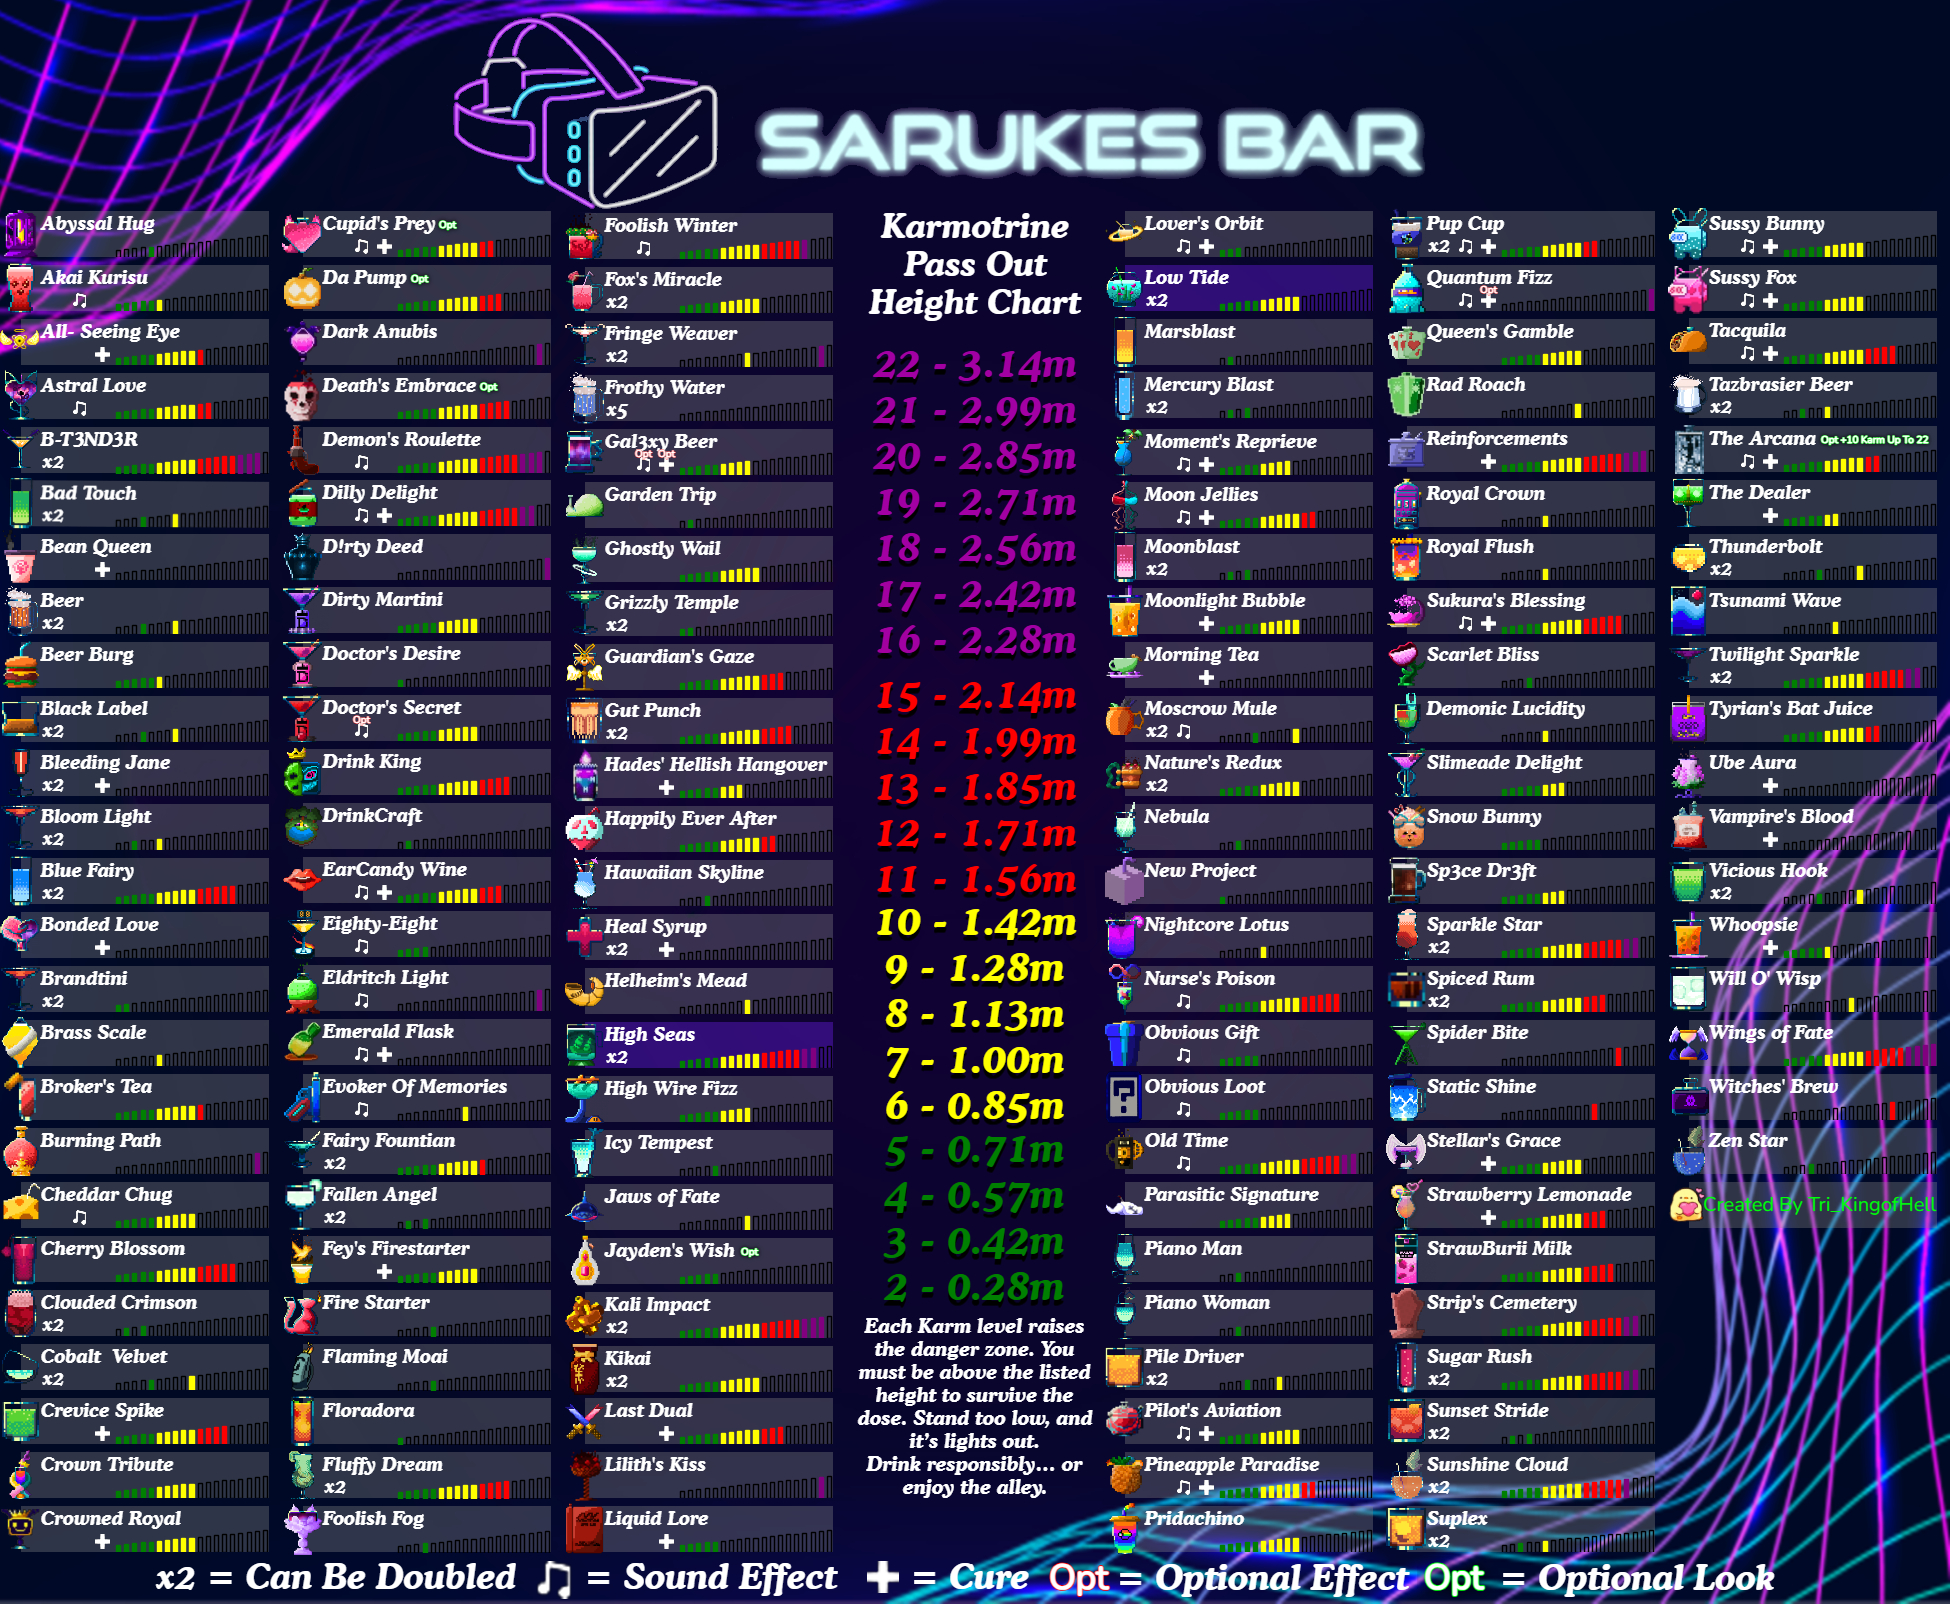 SARUKES BAR
Abyssal Hug
Akai Kurisu
All- Seeing Eye
Astral Love
B-T3ND3R
x2
Bad Touch
x2
Bean Queen
Beer
x2
Beer Burg
Black Label
x2
Bleeding Jane
x2
Bloom Light
x2
Blue Fairy
x2
Bonded Love
Brandtini
x2
Brass Scale
Broker's Tea
Burning Path
Cheddar Chug
Cherry Blossom
Clouded Crimson
x2
Cobalt Velvet
x2
Crevice Spike
Crown Tribute
Crowned Royal
Cupid's Prey Opt
Da Pump Opt
Dark Anubis
Death's Embrace Opt
Demon's Roulette
Dilly Delight
D!rty Deed
Dirty Martini
Doctor's Desire
Doctor's Secret
Opt
Drink King
DrinkCraft
EarCandy Wine
Eighty-Eight
Eldritch Light
Emerald Flask
Evoker Of Memories
Fairy Fountian
x2
Fallen Angel
x2
Fey's Firestarter
Fire Starter
Flaming Moai
Floradora
Fluffy Dream
x2
Foolish Fog
Foolish Winter
Fox's Miracle
x2
Fringe Weaver
x2
Frothy Water
x5
Gal3xy Beer
Opt Opt
Garden Trip
Ghostly Wail
Grizzly Temple
x2
Guardian's Gaze
Gut Punch
x2
Hades' Hellish Hangover
Happily Ever After
Hawaiian Skyline
Heal Syrup
x2
Helheim's Mead
High Seas
x2
High Wire Fizz
Icy Tempest
Jaws of Fate
Jayden's Wish Opt
Kali Impact
x2
Kikai
x2
Last Dual
Lilith's Kiss
Liquid Lore
Karmotrine
Pass Out
Height Chart
22 - 3.14m
21 - 2.99m
20 - 2.85m
19 - 2.71m
18 - 2.56m
17 - 2.42m
16 - 2.28m
15 - 2.14m
14 - 1.99m
13 - 1.85m
12 - 1.71m
11 - 1.56m
10 - 1.42m
9 - 1.28m
8 - 1.13m
7 - 1.00m
6 - 0.85m
5 - 0.71m
4 - 0.57m
3 - 0.42m
2 - 0.28m
Each Karm level raises
the danger zone. You
must be above the listed
height to survive the
dose. Stand too low, and
it's lights out.
Drink responsibly... or
enjoy the alley.
Lover's Orbit
Low Tide
x2
Marsblast
Mercury Blast
x2
Moment's Reprieve
Moon Jellies
Moonblast
x2
Moonlight Bubble
Morning Tea
Moscrow Mule
x2
Nature's Redux
x2
Nebula
New Project
Nightcore Lotus
Nurse's Poison
Obvious Gift
Obvious Loot
Old Time
Parasitic Signature
Piano Man
Piano Woman
Pile Driver
x2
Pilot's Aviation
Pineapple Paradise
Pridachino
Pup Cup
x2
Quantum Fizz
Opt
Queen's Gamble
Rad Roach
Reinforcements
Royal Crown
Royal Flush
Sukura's Blessing
Scarlet Bliss
Demonic Lucidity
Slimeade Delight
Snow Bunny
Sp3ce Dr3ft
Sparkle Star
x2
Spiced Rum
x2
Spider Bite
Static Shine
Stellar's Grace
Strawberry Lemonade
StrawBurii Milk
Strip's Cemetery
Sugar Rush
x2
Sunset Stride
x2
Sunshine Cloud
x2
Suplex
x2
Sussy Bunny
Sussy Fox
Tacquila
Tazbrasier Beer
x2
The Arcana Opt +10 Karm Up To 22
The Dealer
Thunderbolt
x2
Tsunami Wave
Twilight Sparkle
x2
Tyrian's Bat Juice
Ube Aura
Vampire's Blood
Vicious Hook
x2
Whoopsie
Will O' Wisp
Wings of Fate
Witches' Brew
Zen Star
Created By Tri_KingofHell
x2 = Can Be Doubled = Sound Effect = Cure Opt = Optional Effect Opt = Optional Look